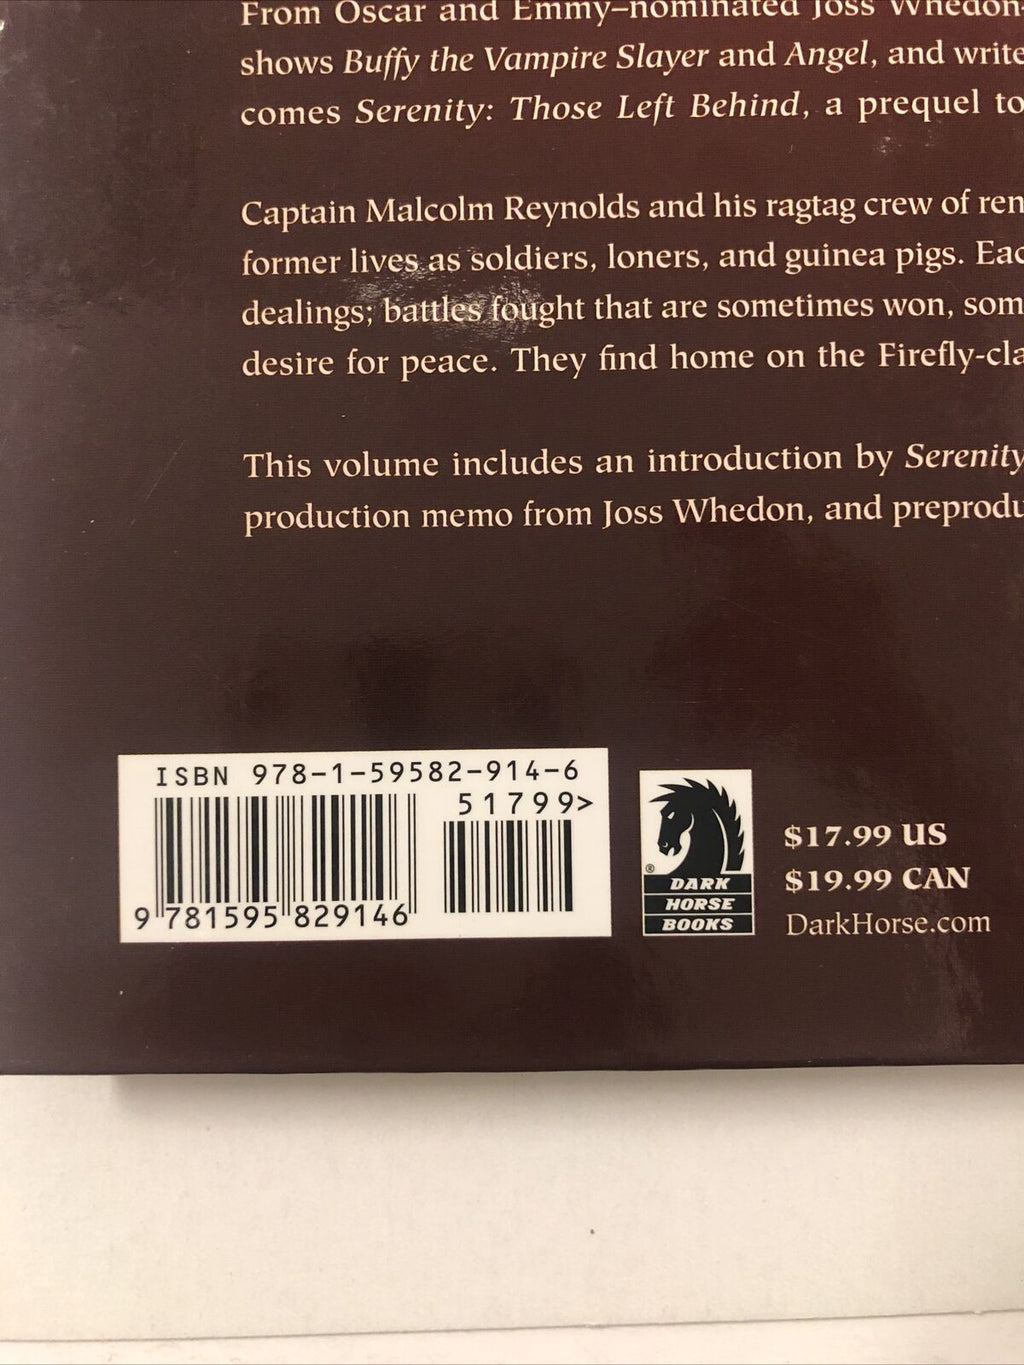 From Oscar and Emmy–nominated Joss Whedon
shows Buffy the Vampire Slayer and Angel, and write
comes Serenity: Those Left Behind, a prequel to
Captain Malcolm Reynolds and his ragtag crew of ren
former lives as soldiers, loners, and guinea pigs. Eac
dealings; battles fought that are sometimes won, som
desire for peace. They find home on the Firefly-cla
This volume includes an introduction by Serenity
production memo from Joss Whedon, and preprodu
ISBN 978-1-59582-914-6
51799>
9 781595 829146
®
DARK
HORSE
BOOKS
$17.99 US
$19.99 CAN
DarkHorse.com